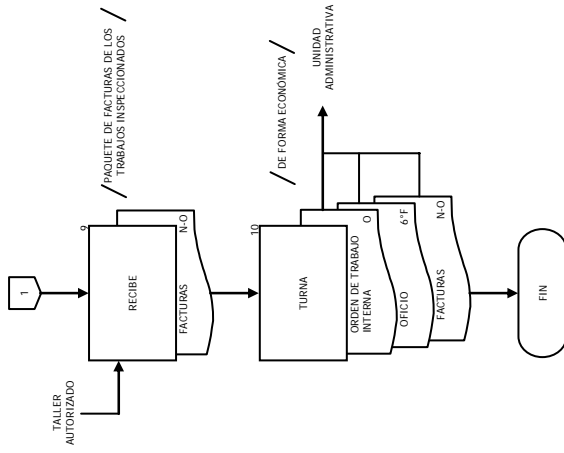 1
TALLER
AUTORIZADO
9
RECIBE
PAQUETE DE FACTURAS DE LOS
TRABAJOS INSPECCIONADOS
FACTURAS
N-O
10
TURNA
DE FORMA ECONÓMICA
UNIDAD
ADMINISTRATIVA
ORDEN DE TRABAJO
INTERNA
O
OFICIO
6°F
FACTURAS
N-O
FIN